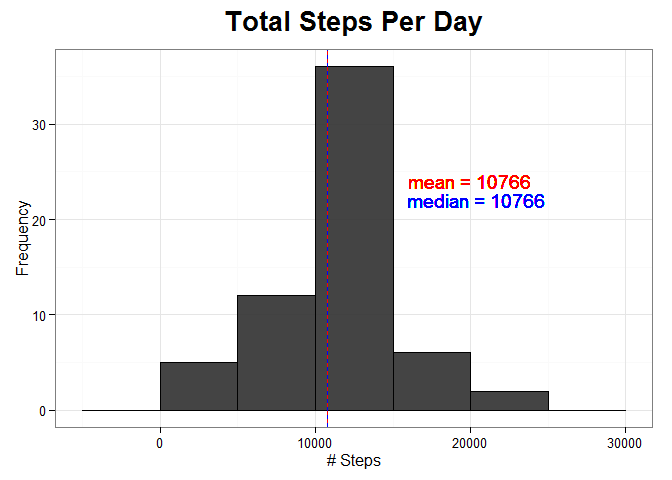 Total Steps Per Day
Frequency
30
20
10
0
mean = 10766
median = 10766
0 10000 20000 30000
# Steps